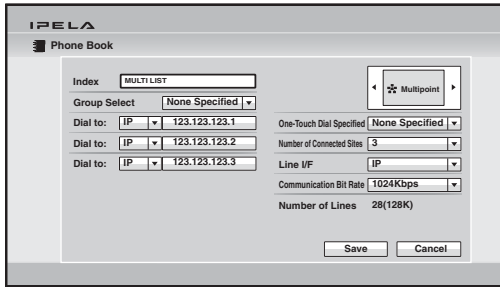 IPELA
Phone Book
Index MULTI LIST
Group Select None Specified
Dial to: IP 123.123.123.1
Dial to: IP 123.123.123.2
Dial to: IP 123.123.123.3
Multipoint
One-Touch Dial Specified None Specified
Number of Connected Sites 3
Line I/F IP
Communication Bit Rate 1024Kbps
Number of Lines 28(128K)
Save Cancel